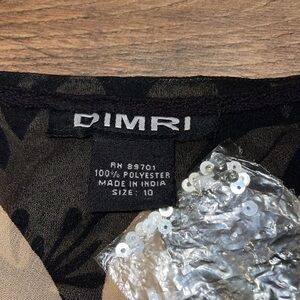 DIMRI
RN 89701
100% POLYESTER
MADE IN INDIA
SIZE: 10